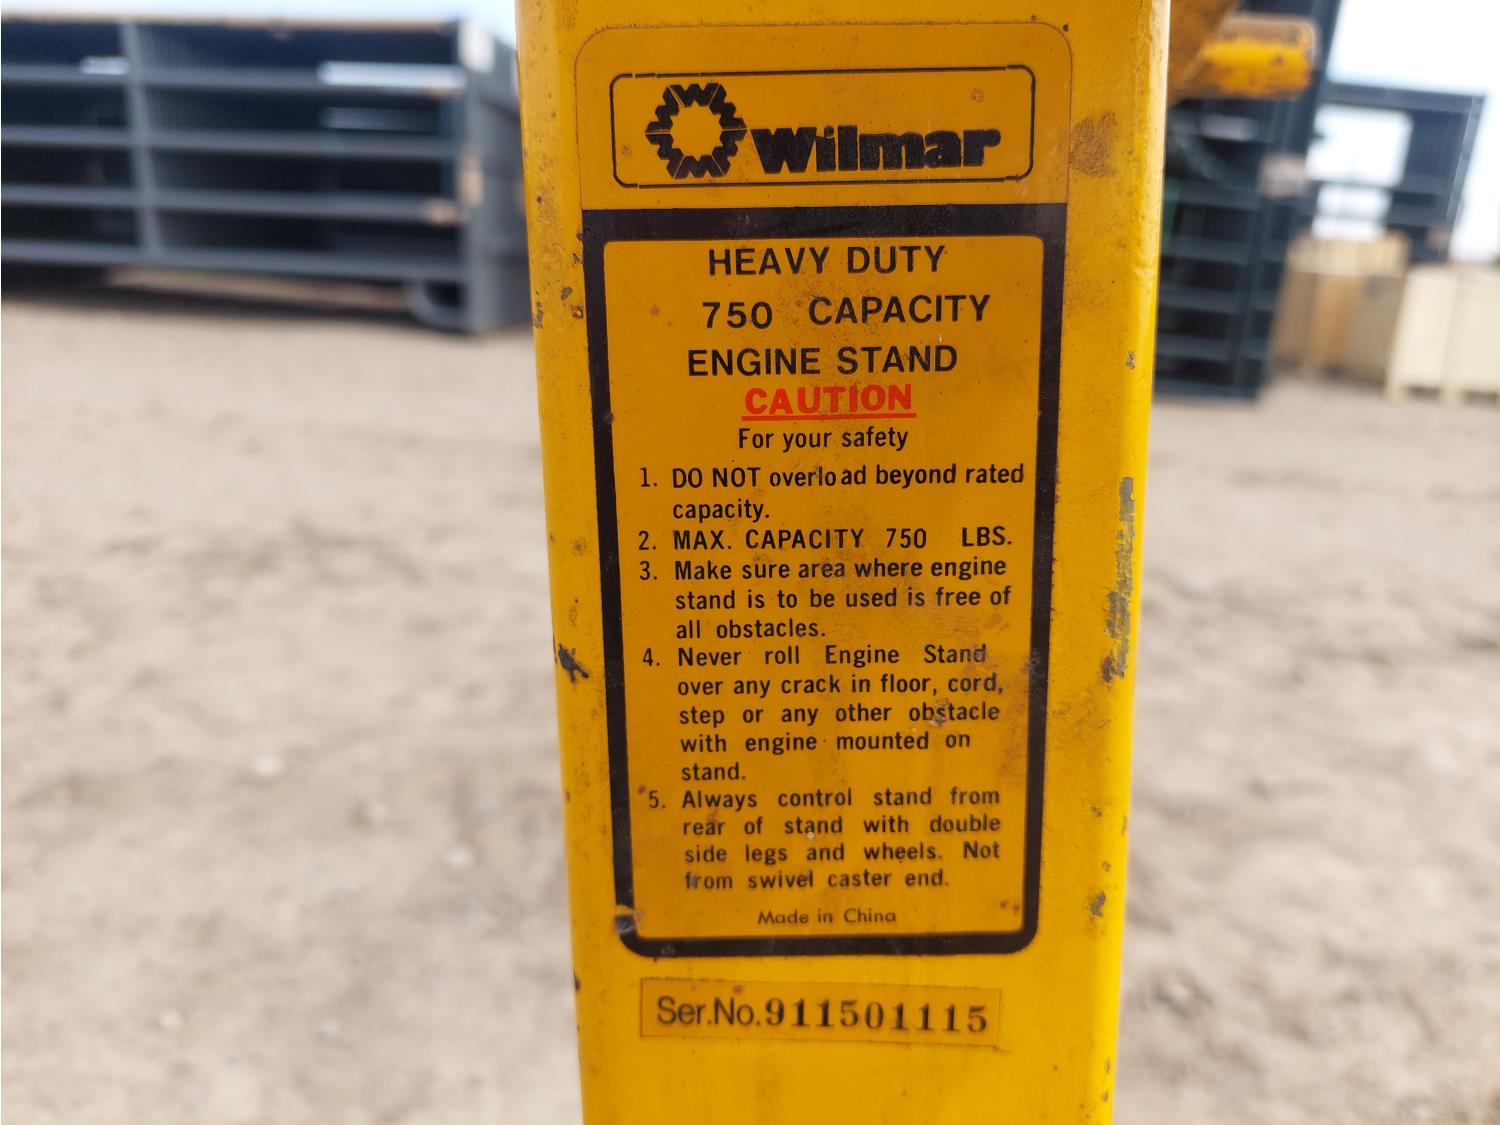 Wilmar
HEAVY DUTY
750 CAPACITY
ENGINE STAND
CAUTION
For your safety
1. DO NOT overload beyond rated
capacity.
2. MAX. CAPACITY 750 LBS.
3. Make sure area where engine
stand is to be used is free of
all obstacles.
4. Never roll Engine Stand
over any crack in floor, cord,
step or any other obstacle
with engine mounted on
stand.
5. Always control stand from
rear of stand with double
side legs and wheels. Not
from swivel caster end.
Made in China
Ser.No.911501115